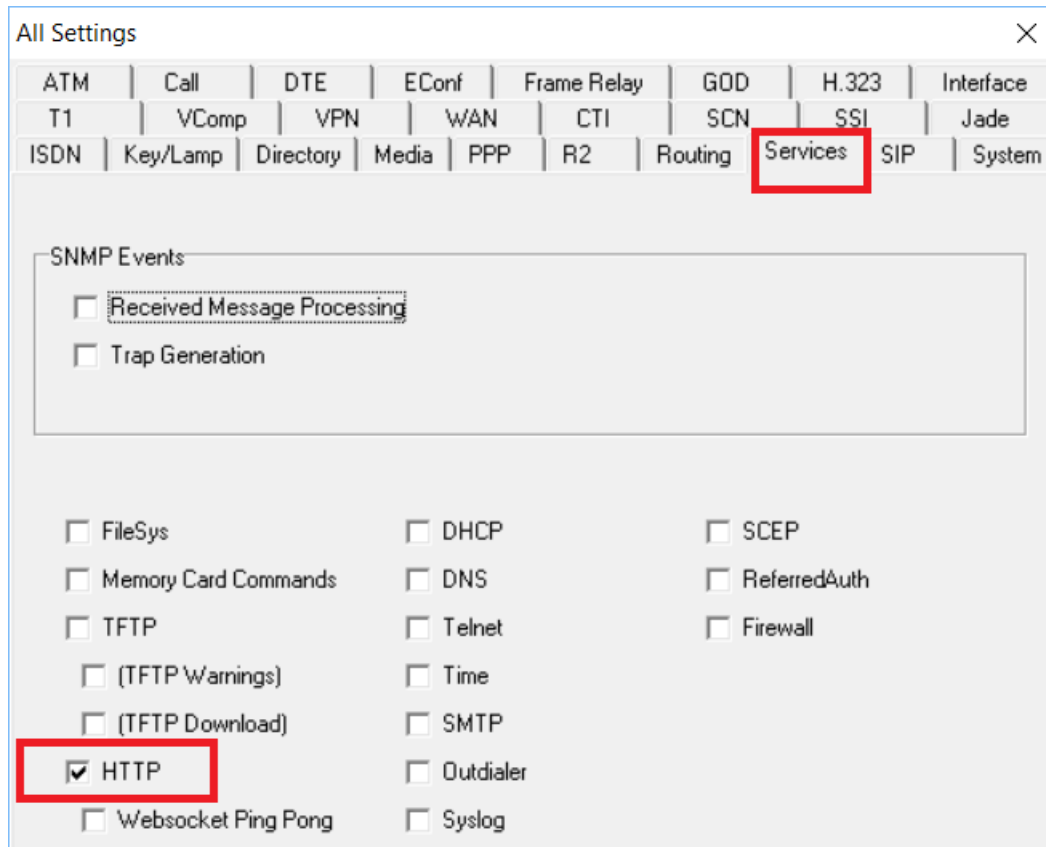 All Settings
ATM Call DTE EConf Frame Relay GOD H.323 Interface
T1 VComp VPN WAN CTI SCN SSI Jade
ISDN Key/Lamp Directory Media PPP R2 Routing Services SIP System
SNMP Events
Received Message Processing
Trap Generation
FileSys DHCP SCEP
Memory Card Commands DNS ReferredAuth
TFTP Telnet Firewall
(TFTP Warnings) Time
(TFTP Download) SMTP
HTTP Outdialer
Websocket Ping Pong Syslog